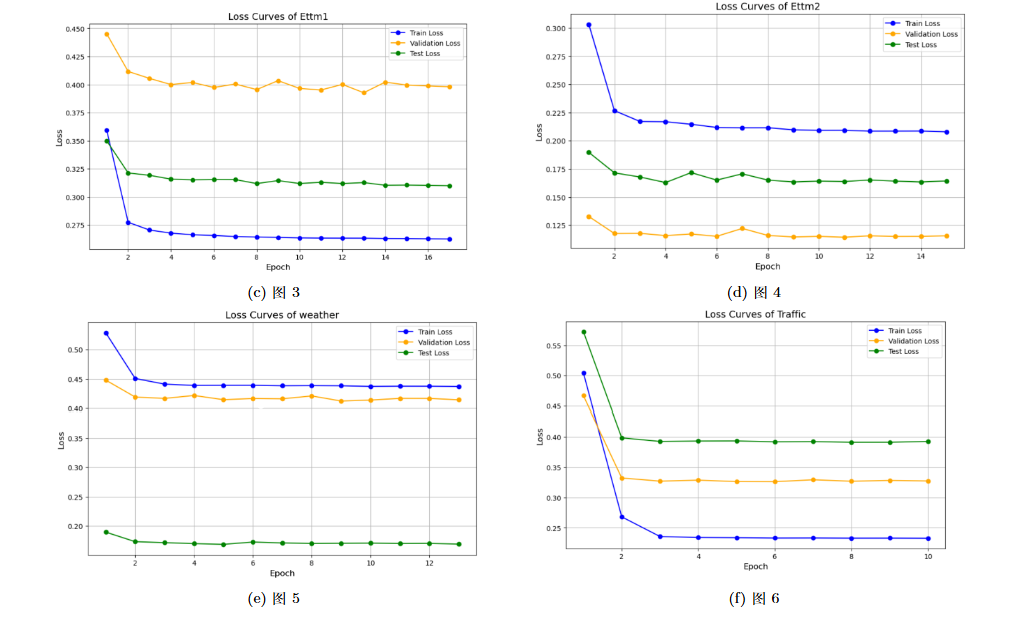 Loss Curves of Ettm1
Train Loss
Validation Loss
Test Loss
0.450
0.425
0.400
0.375
0.350
0.325
0.300
0.275
Loss
2 4 6 8 10 12 14 16
Epoch
(c) 图 3
Loss Curves of Ettm2
Train Loss
Validation Loss
Test Loss
0.300
0.275
0.250
0.225
0.200
0.175
0.150
0.125
Loss
2 4 6 8 10 12 14
Epoch
(d) 图 4
Loss Curves of weather
Train Loss
Validation Loss
Test Loss
0.50
0.45
0.40
0.35
0.30
0.25
0.20
Loss
2 4 6 8 10 12
Epoch
(e) 图 5
Loss Curves of Traffic
Train Loss
Validation Loss
Test Loss
0.55
0.50
0.45
0.40
0.35
0.30
0.25
Loss
2 4 6 8 10
Epoch
(f) 图 6